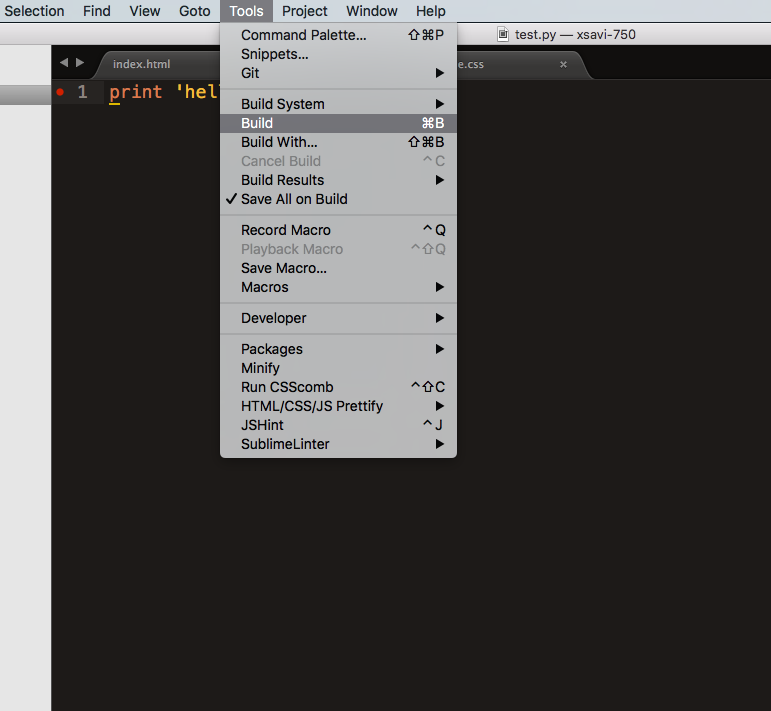 Selection Find View Goto Tools Project Window Help
test.py — xsavi-750
index.html
e.css ×
1 print 'hel
Command Palette... ⇧⌘P
Snippets...
Git ▶
Build System ▶
Build ⌘B
Build With... ⇧⌘B
Cancel Build ^C
Build Results ▶
✓ Save All on Build
Record Macro ^Q
Playback Macro ^⇧Q
Save Macro...
Macros ▶
Developer ▶
Packages ▶
Minify
Run CSScomb ^⇧C
HTML/CSS/JS Prettify ▶
JSHint ^J
SublimeLinter ▶